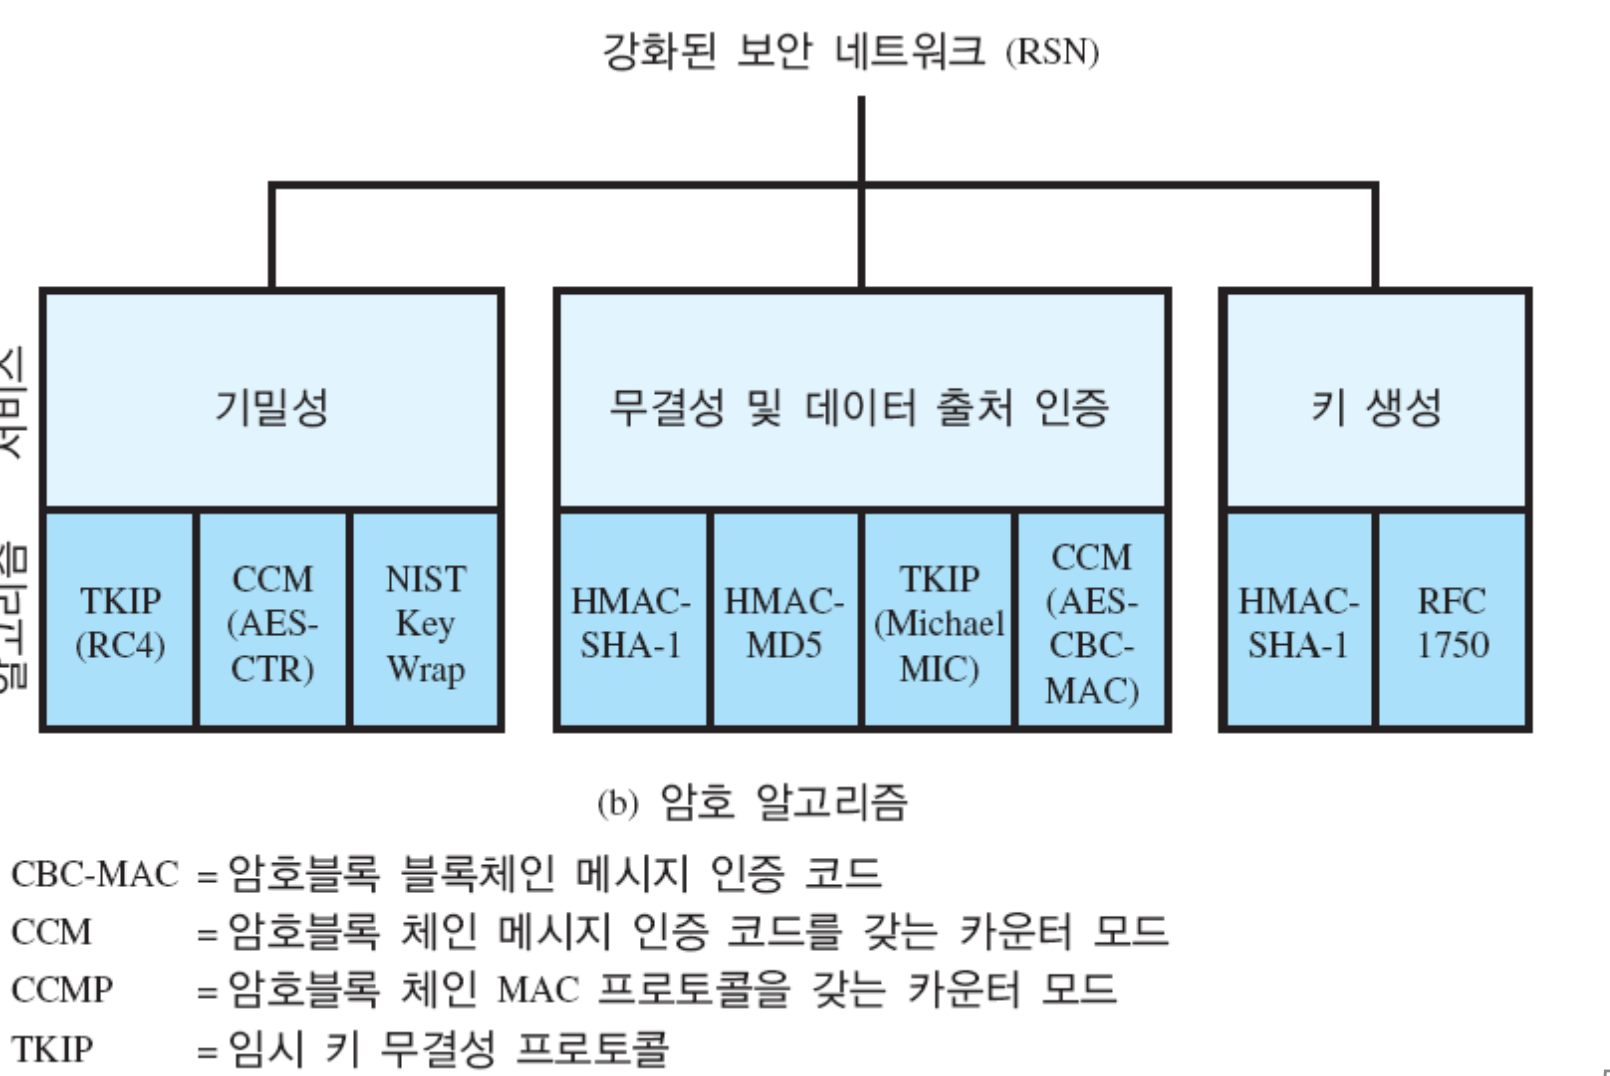 강화된 보안 네트워크 (RSN)
서비스
기밀성
무결성 및 데이터 출처 인증
키 생성
알고리즘
TKIP
(RC4)
CCM
(AES-
CTR)
NIST
Key
Wrap
HMAC-
SHA-1
HMAC-
MD5
TKIP
(Michael
MIC)
CCM
(AES-
CBC-
MAC)
HMAC-
SHA-1
RFC
1750
(b) 암호 알고리즘
CBC-MAC = 암호블록 블록체인 메시지 인증 코드
CCM = 암호블록 체인 메시지 인증 코드를 갖는 카운터 모드
CCMP = 암호블록 체인 MAC 프로토콜을 갖는 카운터 모드
TKIP = 임시 키 무결성 프로토콜